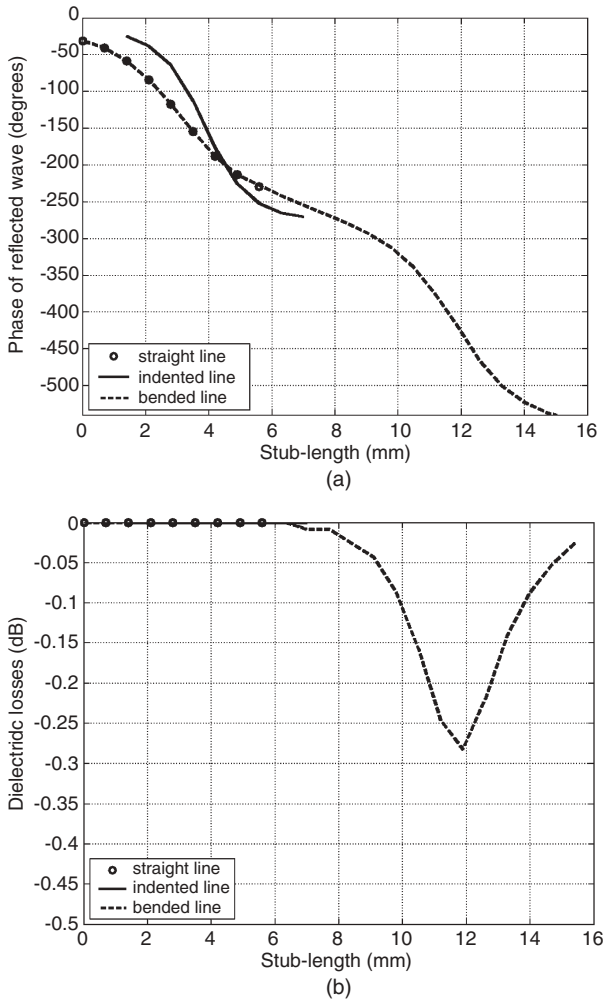 0
-50
-100
-150
-200
-250
-300
-350
-400
-450
-500
Phase of reflected wave (degrees)
straight line
indented line
bended line
0 2 4 6 8 10 12 14 16
Stub-length (mm)
(a)
0
-0.05
-0.1
-0.15
-0.2
-0.25
-0.3
-0.35
-0.4
-0.45
-0.5
Dielectridc losses (dB)
straight line
indented line
bended line
0 2 4 6 8 10 12 14 16
Stub-length (mm)
(b)